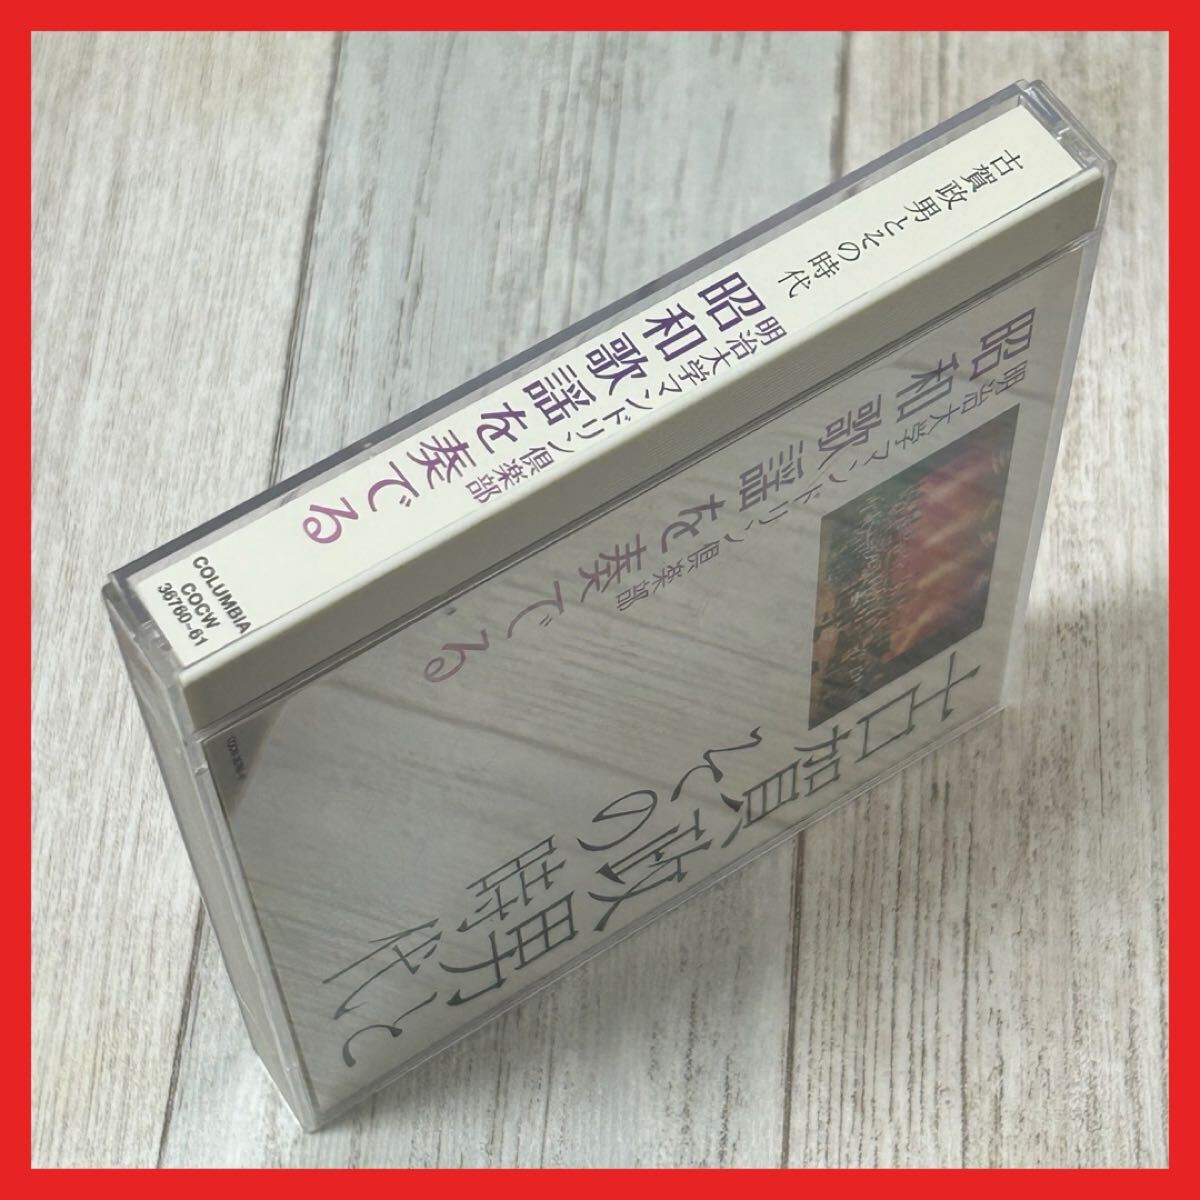 古賀政男とその時代
明治大学マンドリン倶楽部
昭和歌謡を奏でる
COLUMBIA
COCW
36760~61
明治大学マンドリン倶楽部
昭和歌謡を奏でる
古賀政男と
その時代